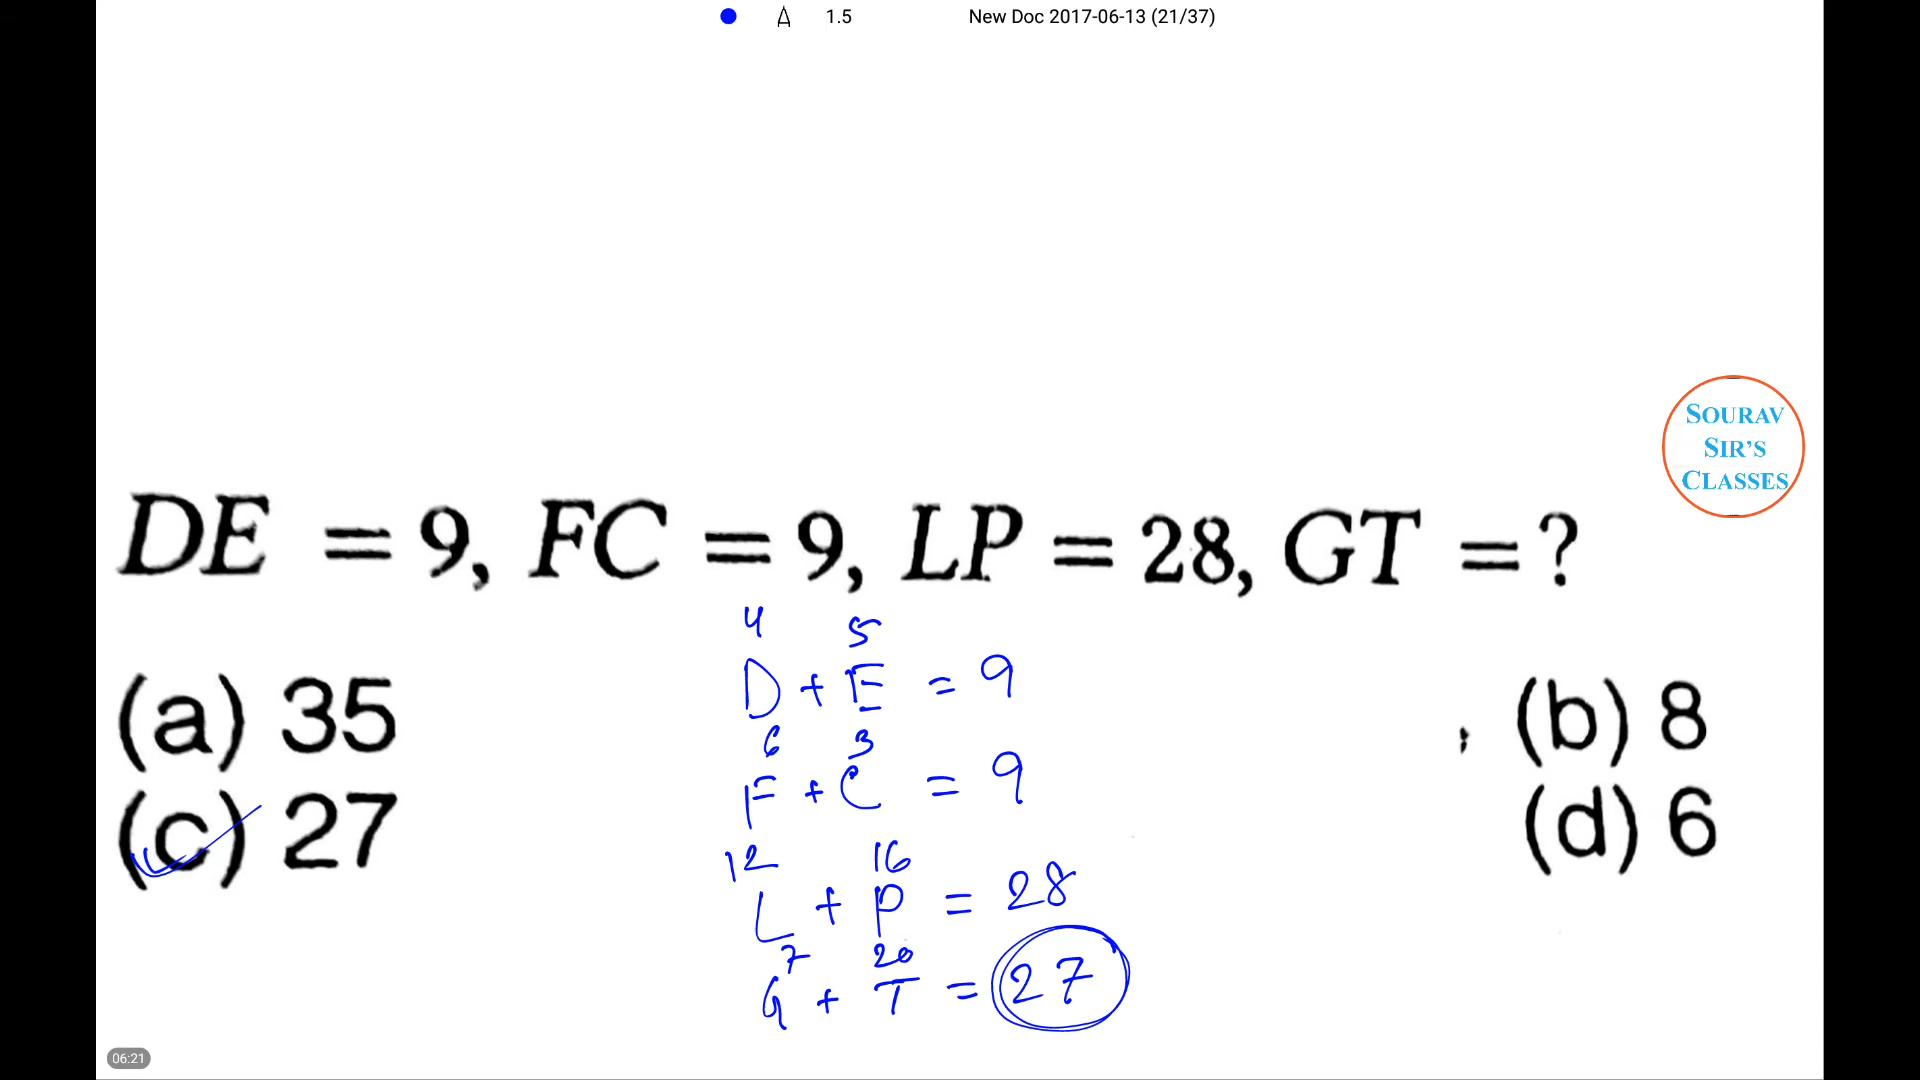 1.5 New Doc 2017-06-13 (21/37)
SOURAV
SIR'S
CLASSES
DE = 9, FC = 9, LP = 28, GT = ?
(a) 35
(b) 8
(c) 27
(d) 6
4 5
D + E = 9
6 3
F + C = 9
12 16
L + P = 28
7 20
G + T = 27
06:21